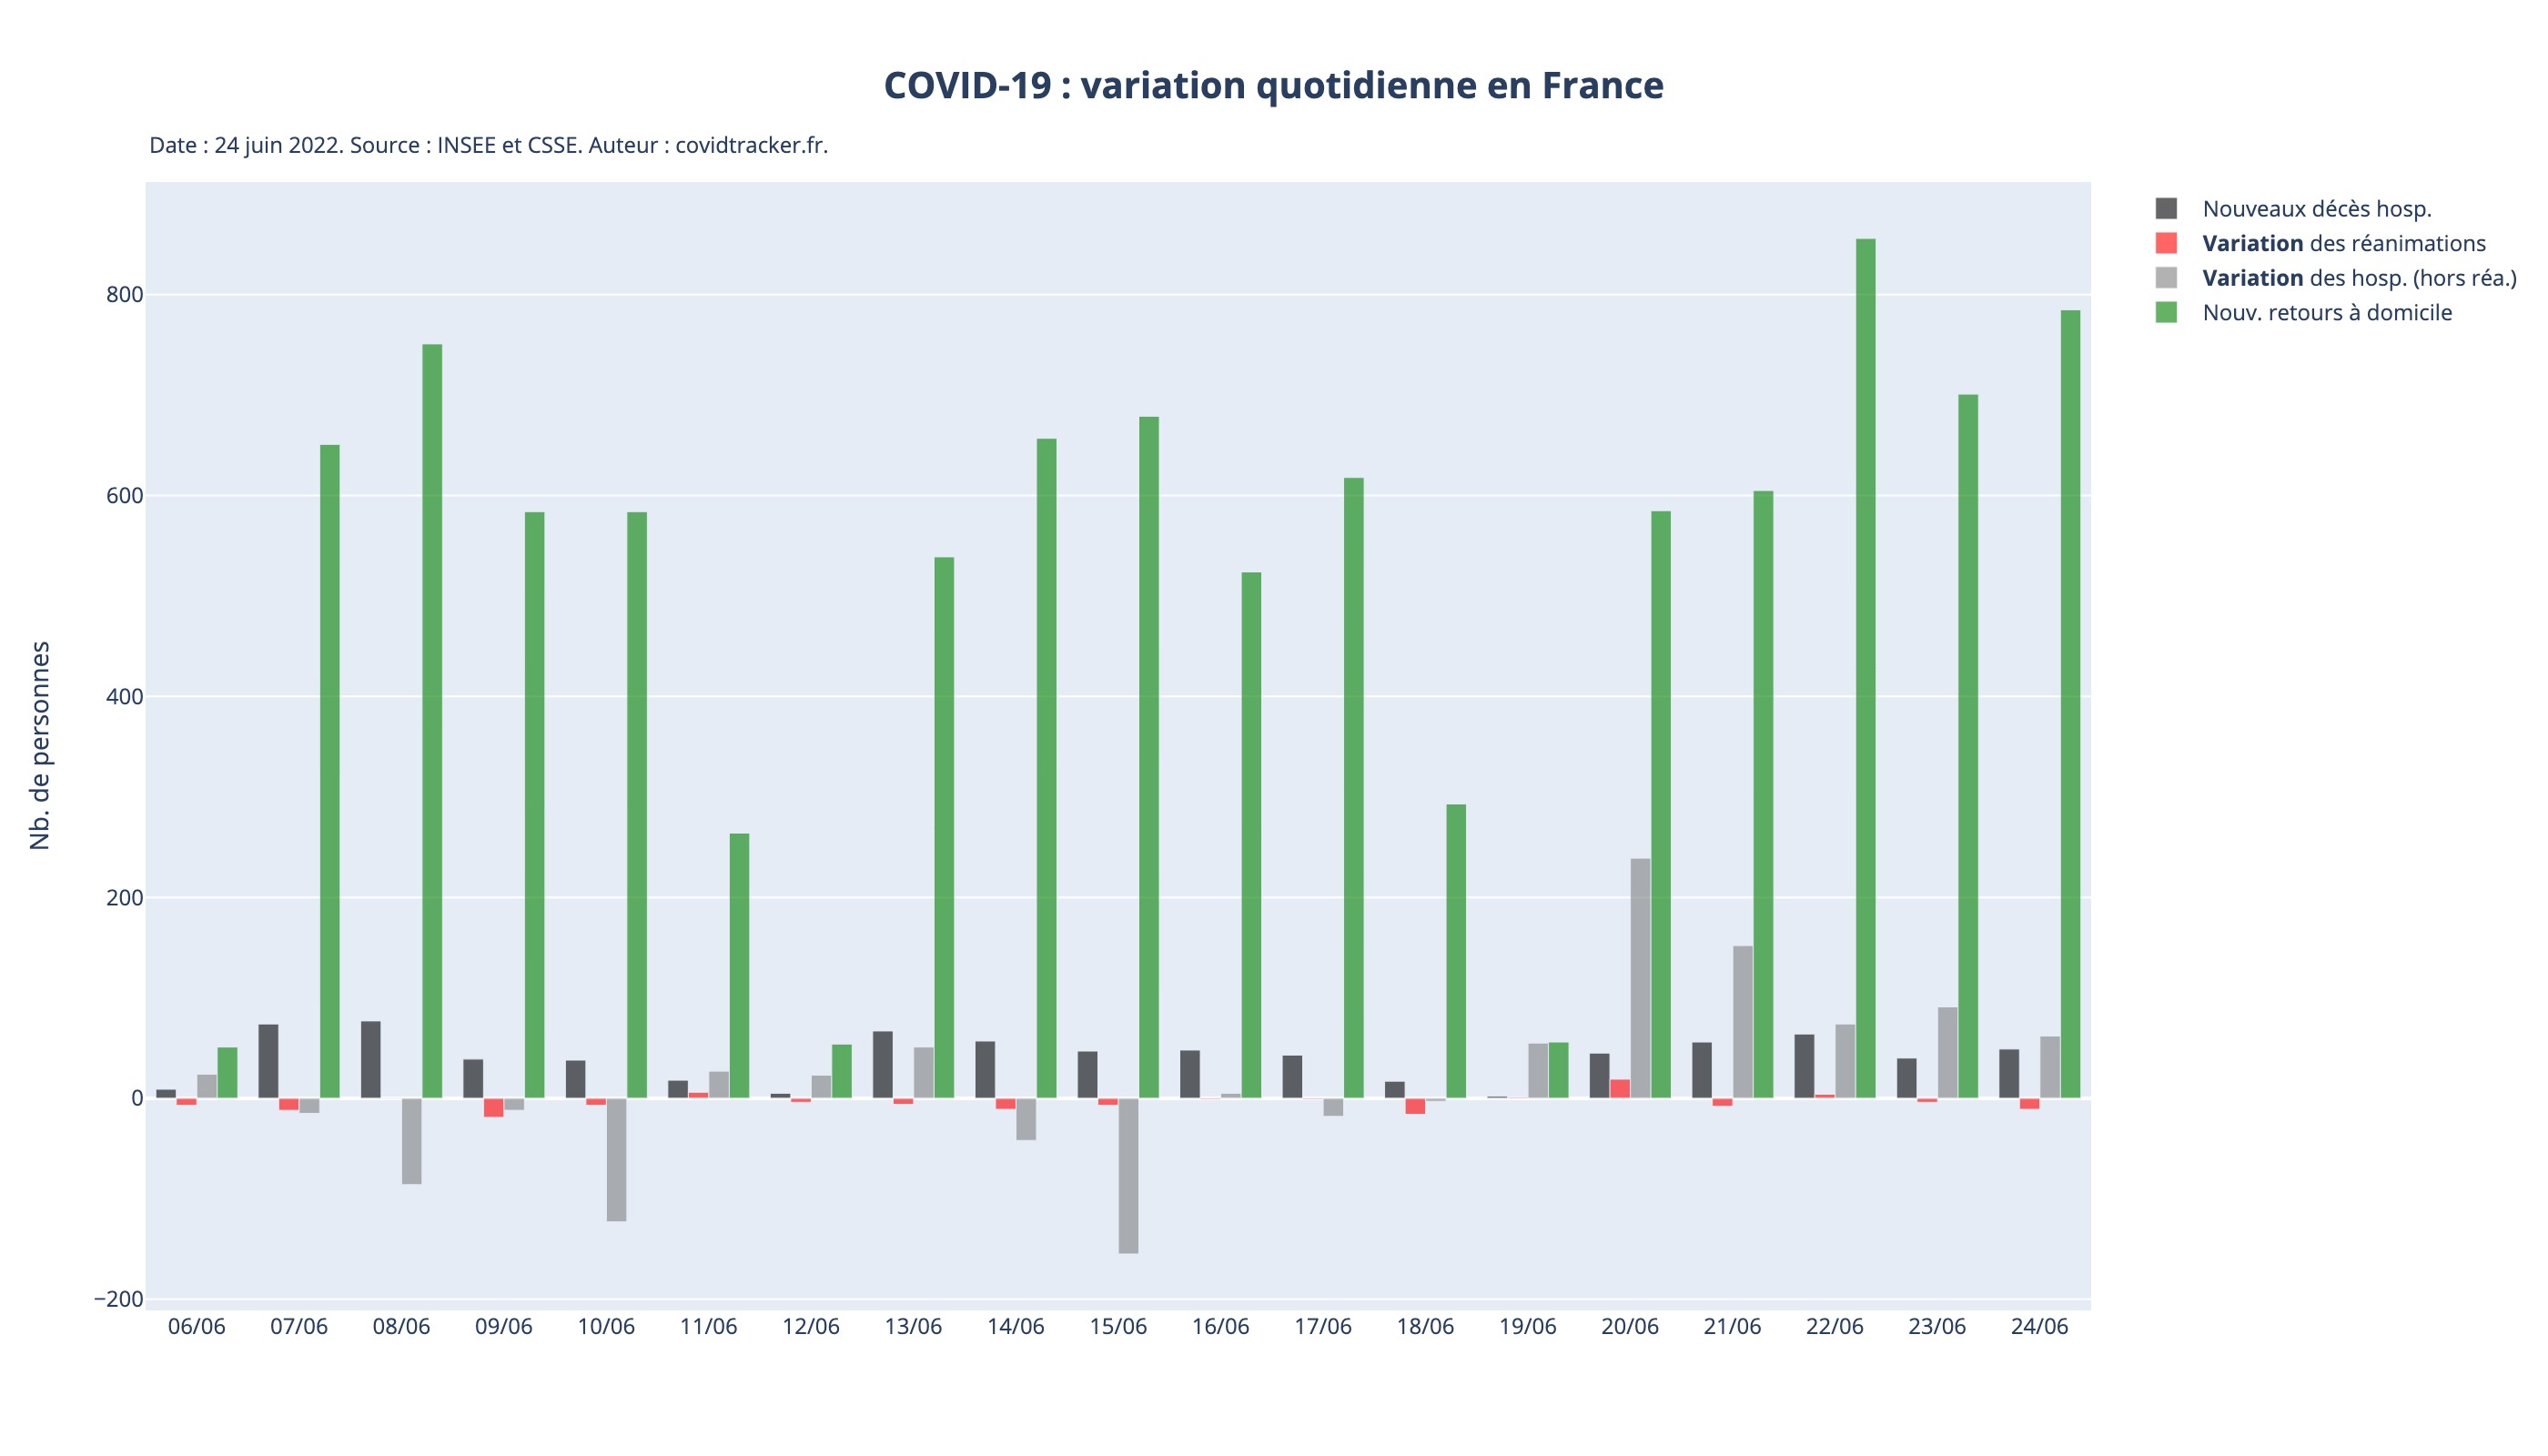 COVID-19 : variation quotidienne en France
Date : 24 juin 2022. Source : INSEE et CSSE. Auteur : covidtracker.fr.
Nouveaux décès hosp.
Variation des réanimations
Variation des hosp. (hors réa.)
Nouv. retours à domicile
Nb. de personnes
800
600
400
200
0
−200
06/06 07/06 08/06 09/06 10/06 11/06 12/06 13/06 14/06 15/06 16/06 17/06 18/06 19/06 20/06 21/06 22/06 23/06 24/06